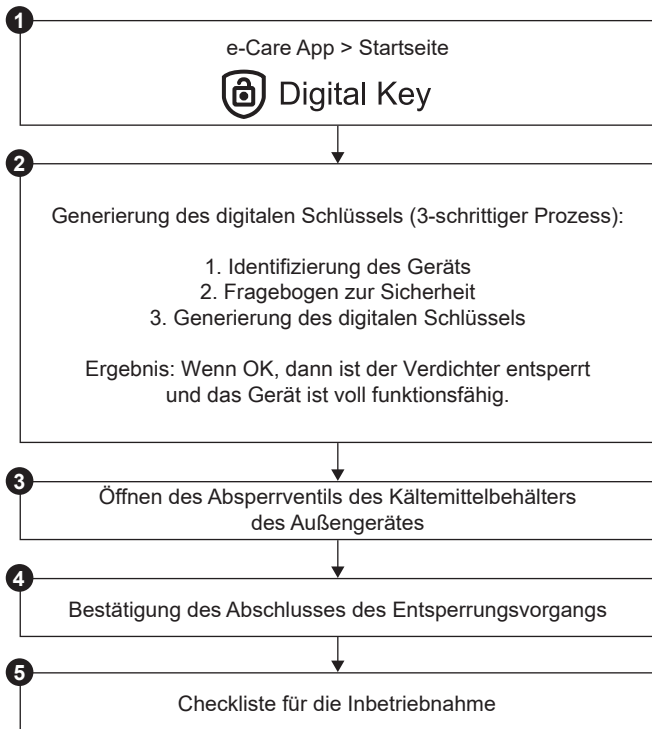 1
e-Care App > Startseite
Digital Key
2
Generierung des digitalen Schlüssels (3-schrittiger Prozess):
1. Identifizierung des Geräts
2. Fragebogen zur Sicherheit
3. Generierung des digitalen Schlüssels
Ergebnis: Wenn OK, dann ist der Verdichter entsperrt
und das Gerät ist voll funktionsfähig.
3
Öffnen des Absperrventils des Kältemittelbehälters
des Außengerätes
4
Bestätigung des Abschlusses des Entsperrungsvorgangs
5
Checkliste für die Inbetriebnahme